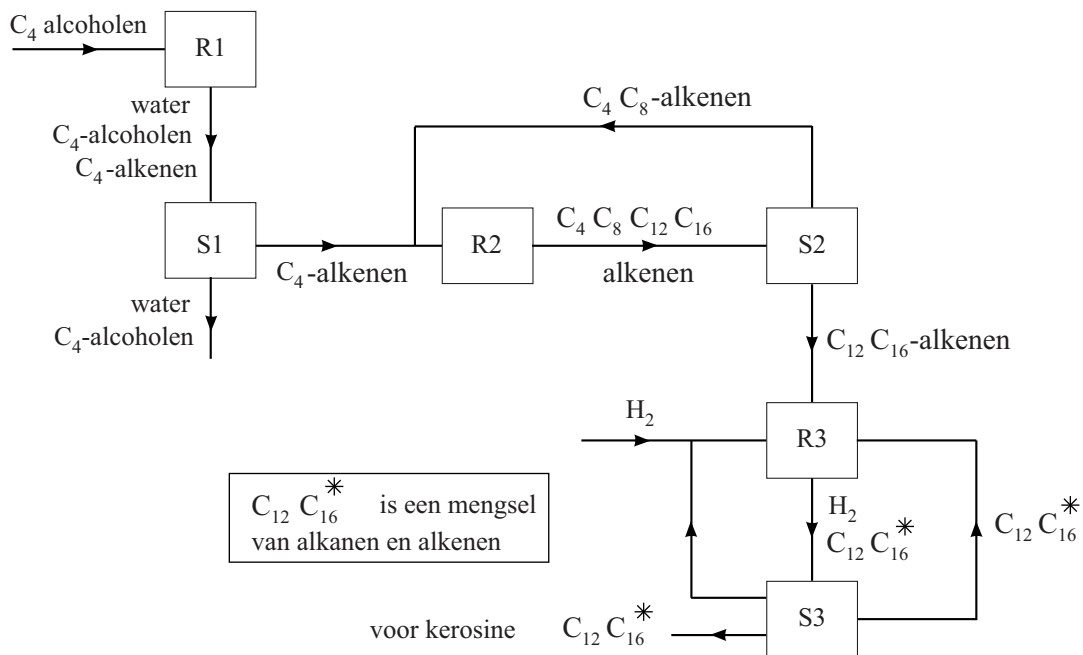 C₄ alcoholen
R1
water
C₄-alcoholen
C₄-alkenen
C₄ C₈-alkenen
S1
C₄-alkenen
R2
C₄ C₈ C₁₂ C₁₆
alkenen
S2
water
C₄-alcoholen
C₁₂ C₁₆-alkenen
H₂
R3
C₁₂ C₁₆* is een mengsel
van alkanen en alkenen
H₂
C₁₂ C₁₆*
C₁₂ C₁₆*
S3
voor kerosine C₁₂ C₁₆*